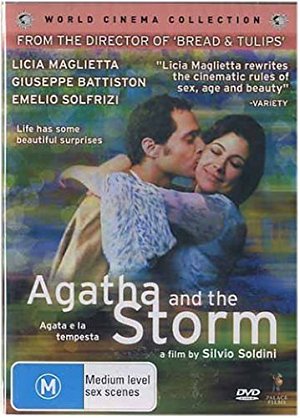 WORLD CINEMA COLLECTION
FROM THE DIRECTOR OF 'BREAD & TULIPS'
LICIA MAGLIETTA
GIUSEPPE BATTISTON
EMELIO SOLFRIZI
"Licia Maglietta rewrites
the cinematic rules of
sex, age and beauty"
-VARIETY
Life has some
beautiful surprises
Agatha and the
Storm
Agata e la
tempesta
a film by Silvio Soldini
M
Medium level
sex scenes
DVD
PALACE
FILMS